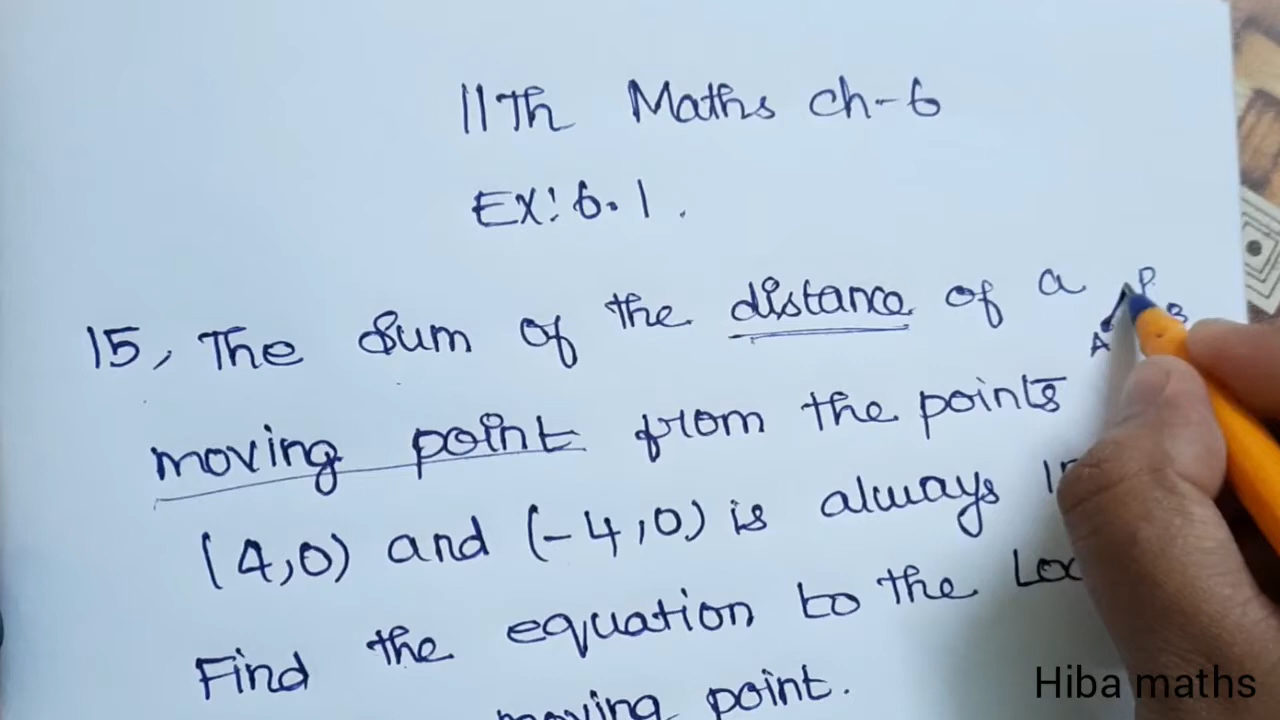 11Th Maths ch-6
EX: 6.1.
15, The Sum of the distance of a
P
B
A
moving point from the points
(4,0) and (-4,0) is always
Find the equation to the
moving point.
Hiba maths